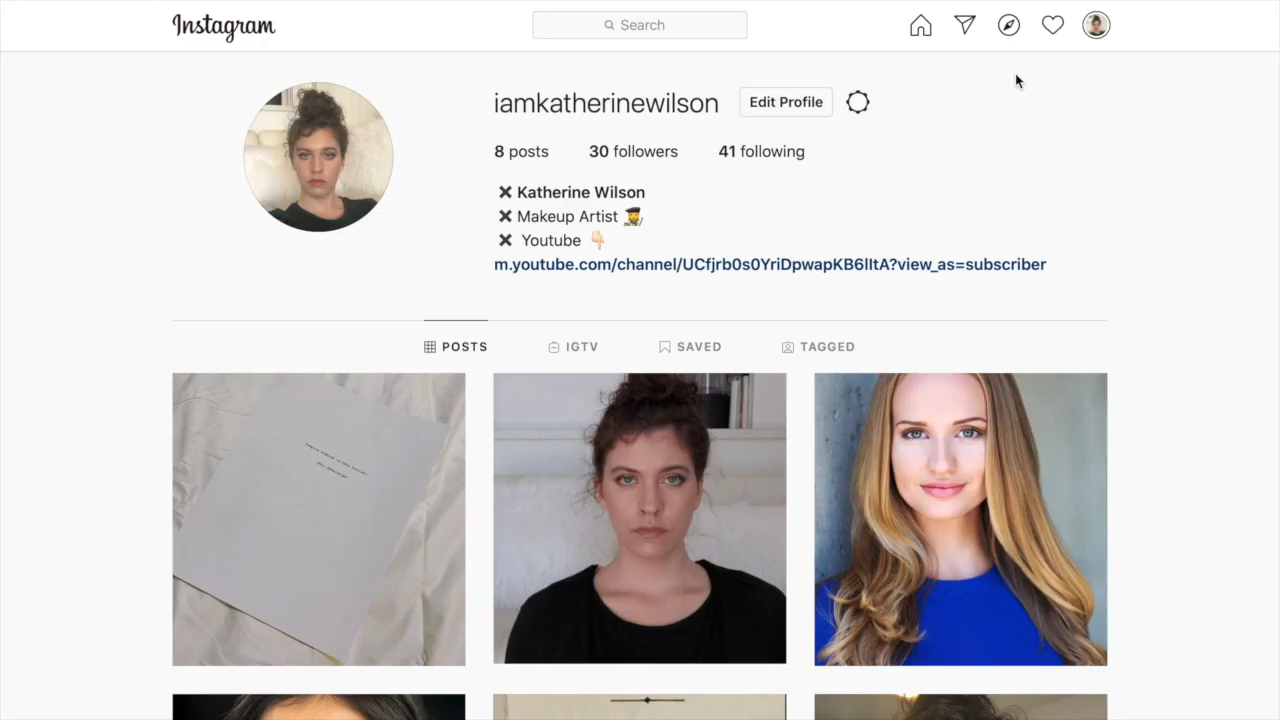 Instagram
Search
iamkatherinewilson Edit Profile
8 posts 30 followers 41 following
❌ Katherine Wilson
❌ Makeup Artist 👩‍🎨
❌ Youtube 👇🏻
m.youtube.com/channel/UCfjrb0s0YriDpwapKB6lltA?view_as=subscriber
POSTS IGTV SAVED TAGGED